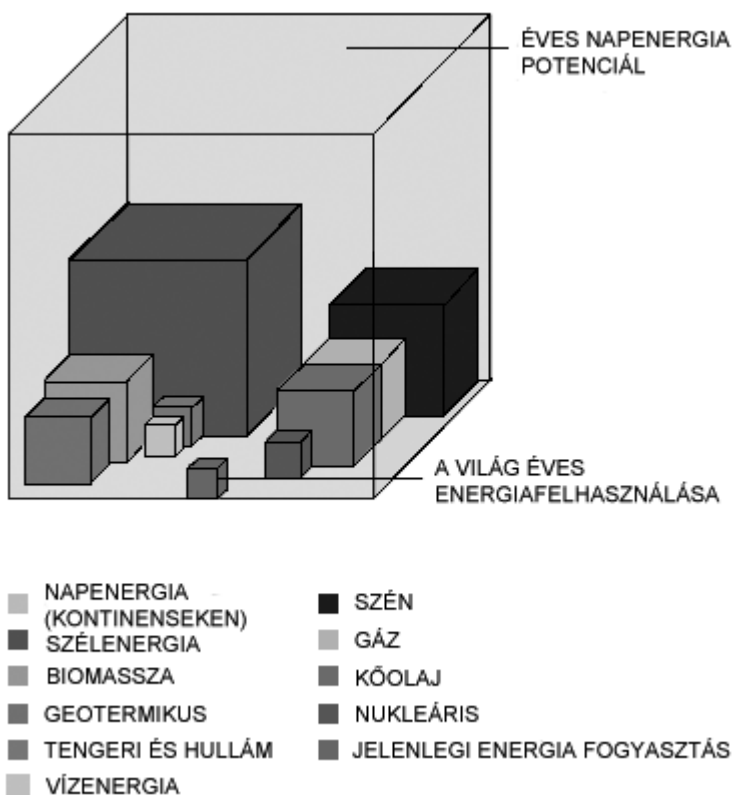 ÉVES NAPENERGIA
POTENCIÁL
A VILÁG ÉVES
ENERGIAFELHASZNÁLÁSA
NAPENERGIA
(KONTINENSEKEN)
SZÉLENERGIA
BIOMASSZA
GEOTERMIKUS
TENGERI ÉS HULLÁM
VÍZENERGIA
SZÉN
GÁZ
KŐOLAJ
NUKLEÁRIS
JELENLEGI ENERGIA FOGYASZTÁS